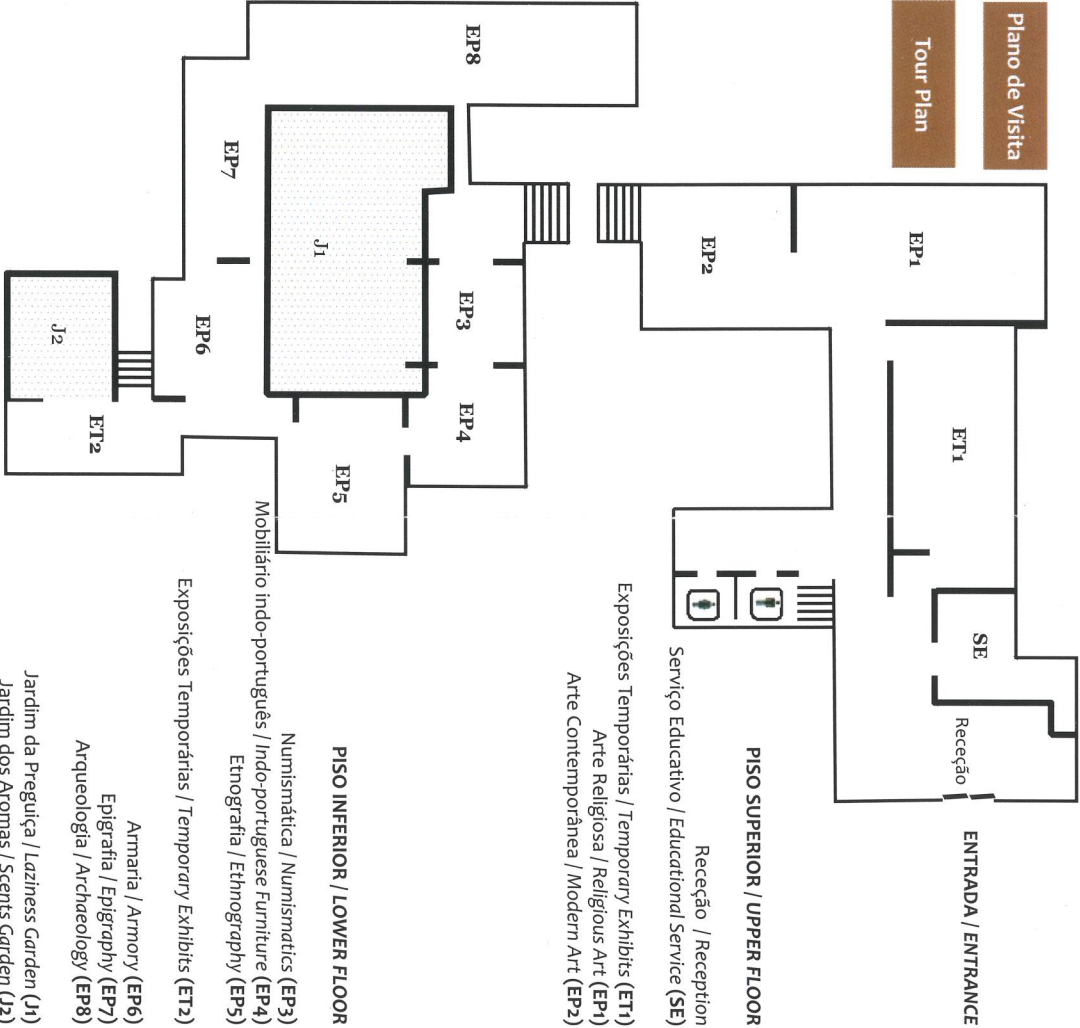 Plano de Visita
Tour Plan
ENTRADA / ENTRANCE
Receção
SE
ET1
EP1
EP2
PISO SUPERIOR / UPPER FLOOR
Receção / Reception
Serviço Educativo / Educational Service (SE)
Exposições Temporárias / Temporary Exhibits (ET1)
Arte Religiosa / Religious Art (EP1)
Arte Contemporânea / Modern Art (EP2)
EP8
EP3
EP4
J1
EP5
EP7
EP6
ET2
J2
PISO INFERIOR / LOWER FLOOR
Numismática / Numismatics (EP3)
Mobiliário indo-português / Indo-portuguese Furniture (EP4)
Etnografia / Ethnography (EP5)
Exposições Temporárias / Temporary Exhibits (ET2)
Armaria / Armory (EP6)
Epigrafia / Epigraphy (EP7)
Arqueologia / Archaeology (EP8)
Jardim da Preguiça / Laziness Garden (J1)
Jardim dos Aromas / Scents Garden (J2)